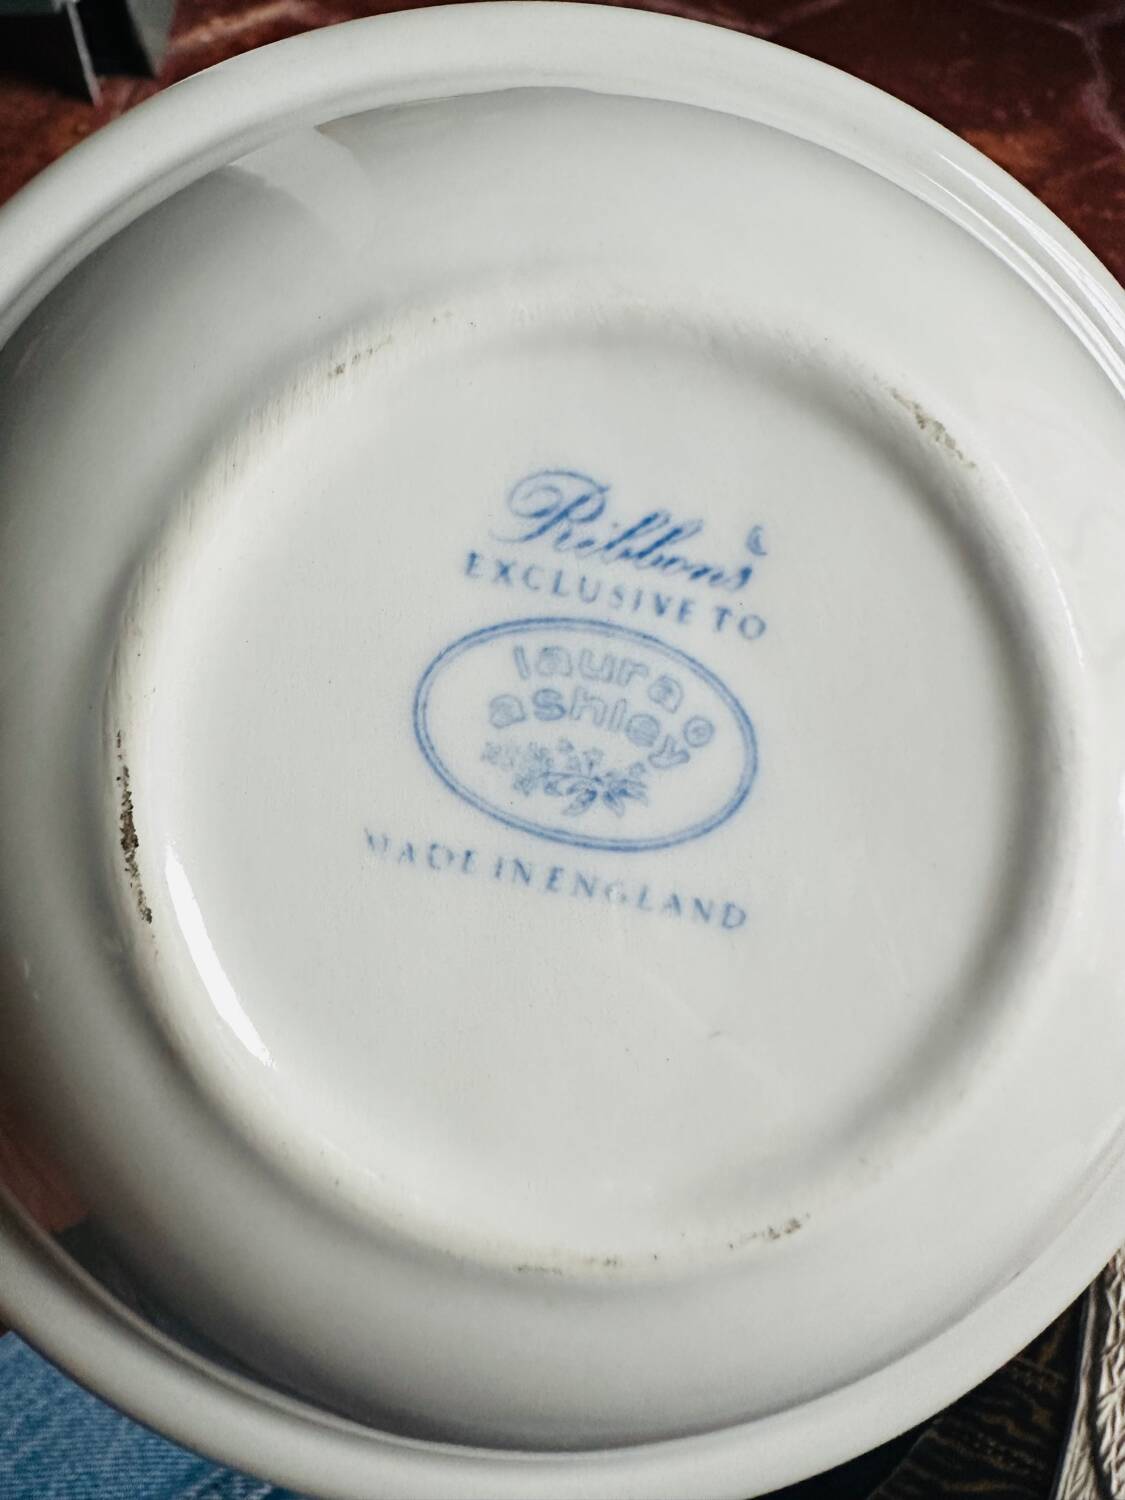 Ribbons ©
EXCLUSIVE TO
laura
ashley®
MADE IN ENGLAND